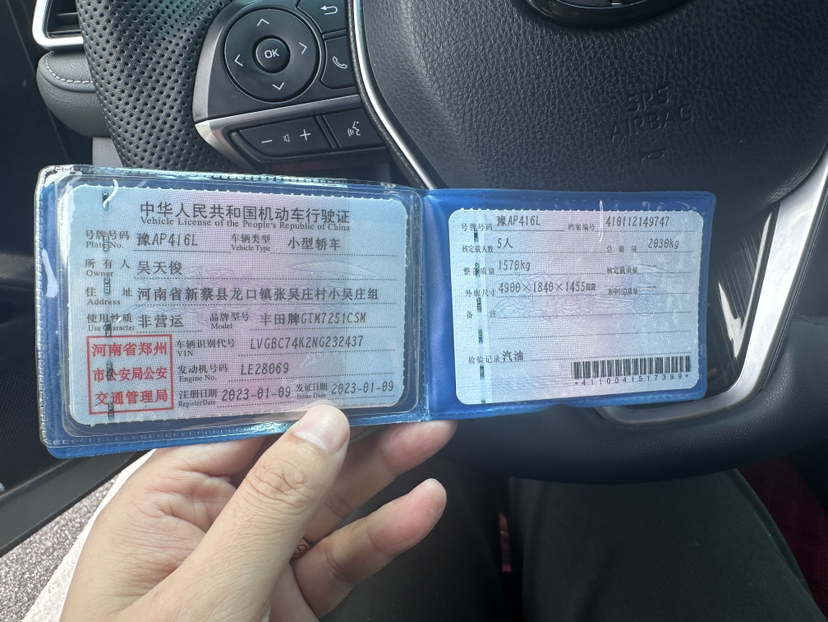 OK
SRS
AIRBAG
中华人民共和国机动车行驶证
Vehicle License of the People's Republic of China
号牌号码 豫AP416L 车辆类型 小型轿车
Plate No. Vehicle Type
所有人 吴天俊
Owner
住址 河南省新蔡县龙口镇张吴庄村小吴庄组
Address
使用性质 非营运 品牌型号 丰田牌GTM7251CSM
Use Character Model
河南省郑州
市公安局公安
交通管理局
车辆识别代号 LVGBC74K2NG232437
VIN
发动机号码 LE28069
Engine No.
注册日期 2023-01-09 发证日期 2023-01-09
Register Date Issue Date
号牌号码 豫AP416L 档案编号 410112149747
核定载人数 5人 总质量 2030kg
整备质量 1570kg 核定载质量
外廓尺寸 4900×1840×1455mm
备注
检验记录 汽油
*4110041517399*